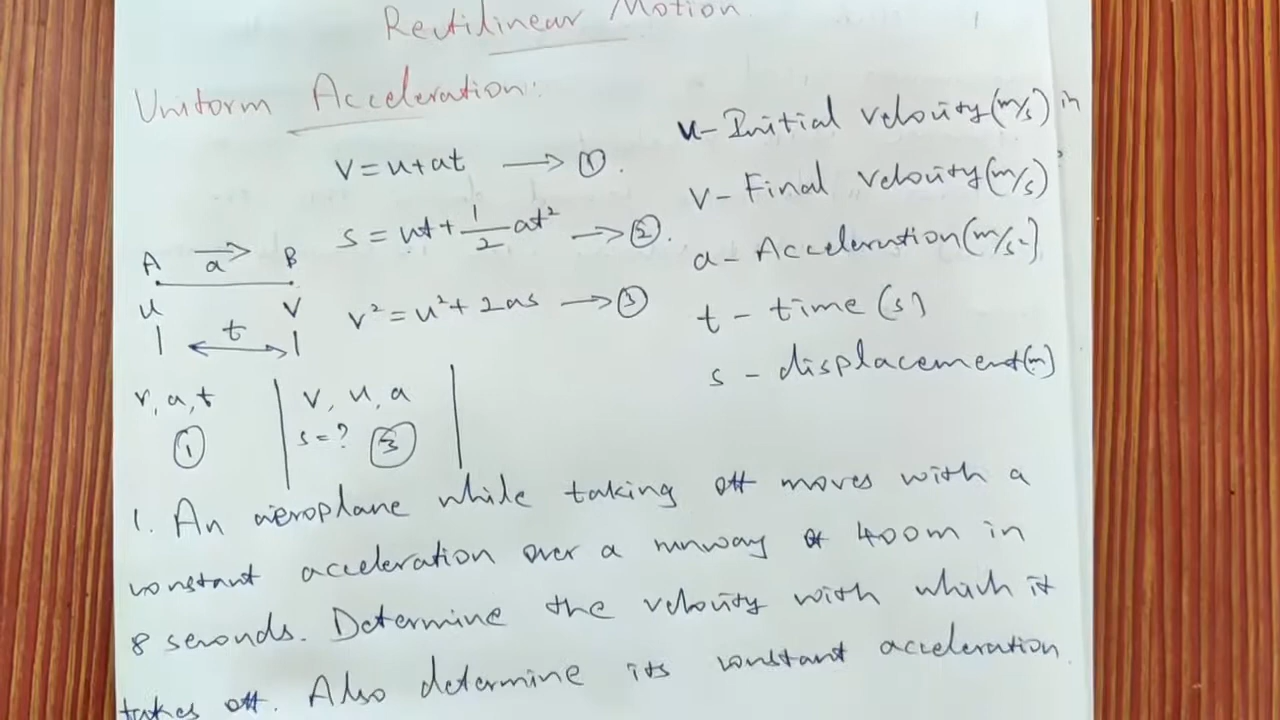 Rectilinear Motion
1
Uniform Acceleration:
V=u+at → ①.
s = ut + 1/2 at² → ②.
v² = u² + 2as → ③
A a → B
u v
t
u - Initial velocity (m/s) in
v - Final velocity (m/s)
a - Acceleration (m/s²)
t - time (s)
s - displacement (m)
v, u, t
①
v, u, a
s = ? ③
1. An aeroplane while taking off moves with a
constant acceleration over a runway of 400m in
8 seconds. Determine the velocity with which it
takes off. Also determine its constant acceleration.